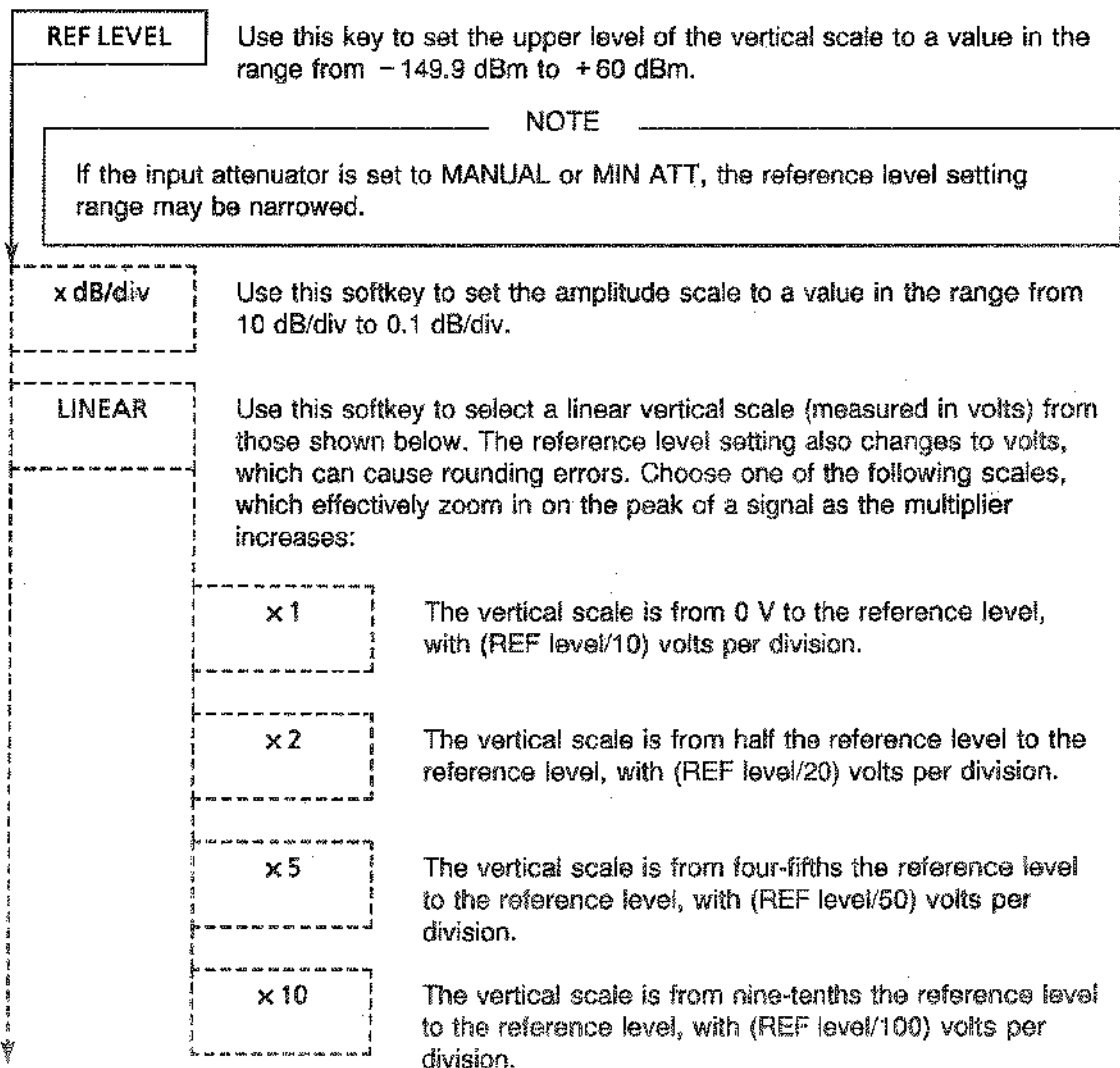 REF LEVEL
Use this key to set the upper level of the vertical scale to a value in the
range from −149.9 dBm to +60 dBm.
NOTE
If the input attenuator is set to MANUAL or MIN ATT, the reference level setting
range may be narrowed.
x dB/div
Use this softkey to set the amplitude scale to a value in the range from
10 dB/div to 0.1 dB/div.
LINEAR
Use this softkey to select a linear vertical scale (measured in volts) from
those shown below. The reference level setting also changes to volts,
which can cause rounding errors. Choose one of the following scales,
which effectively zoom in on the peak of a signal as the multiplier
increases:
× 1
The vertical scale is from 0 V to the reference level,
with (REF level/10) volts per division.
× 2
The vertical scale is from half the reference level to the
reference level, with (REF level/20) volts per division.
× 5
The vertical scale is from four-fifths the reference level
to the reference level, with (REF level/50) volts per
division.
× 10
The vertical scale is from nine-tenths the reference level
to the reference level, with (REF level/100) volts per
division.